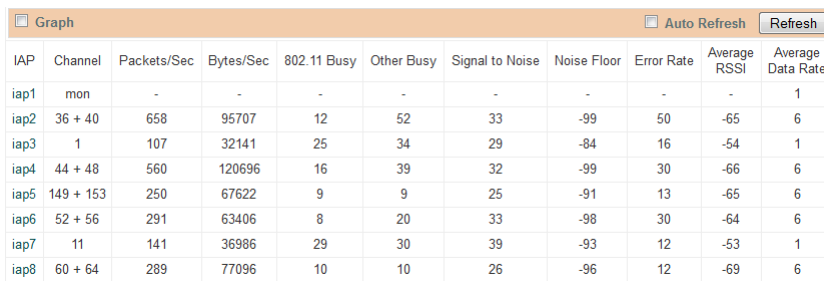 Graph Auto Refresh Refresh
IAP Channel Packets/Sec Bytes/Sec 802.11 Busy Other Busy Signal to Noise Noise Floor Error Rate Average RSSI Average Data Rate
iap1 mon - - - - - - - - 1
iap2 36 + 40 658 95707 12 52 33 -99 50 -65 6
iap3 1 107 32141 25 34 29 -84 16 -54 1
iap4 44 + 48 560 120696 16 39 32 -99 30 -66 6
iap5 149 + 153 250 67622 9 9 25 -91 13 -65 6
iap6 52 + 56 291 63406 8 20 33 -98 30 -64 6
iap7 11 141 36986 29 30 39 -93 12 -53 1
iap8 60 + 64 289 77096 10 10 26 -96 12 -69 6